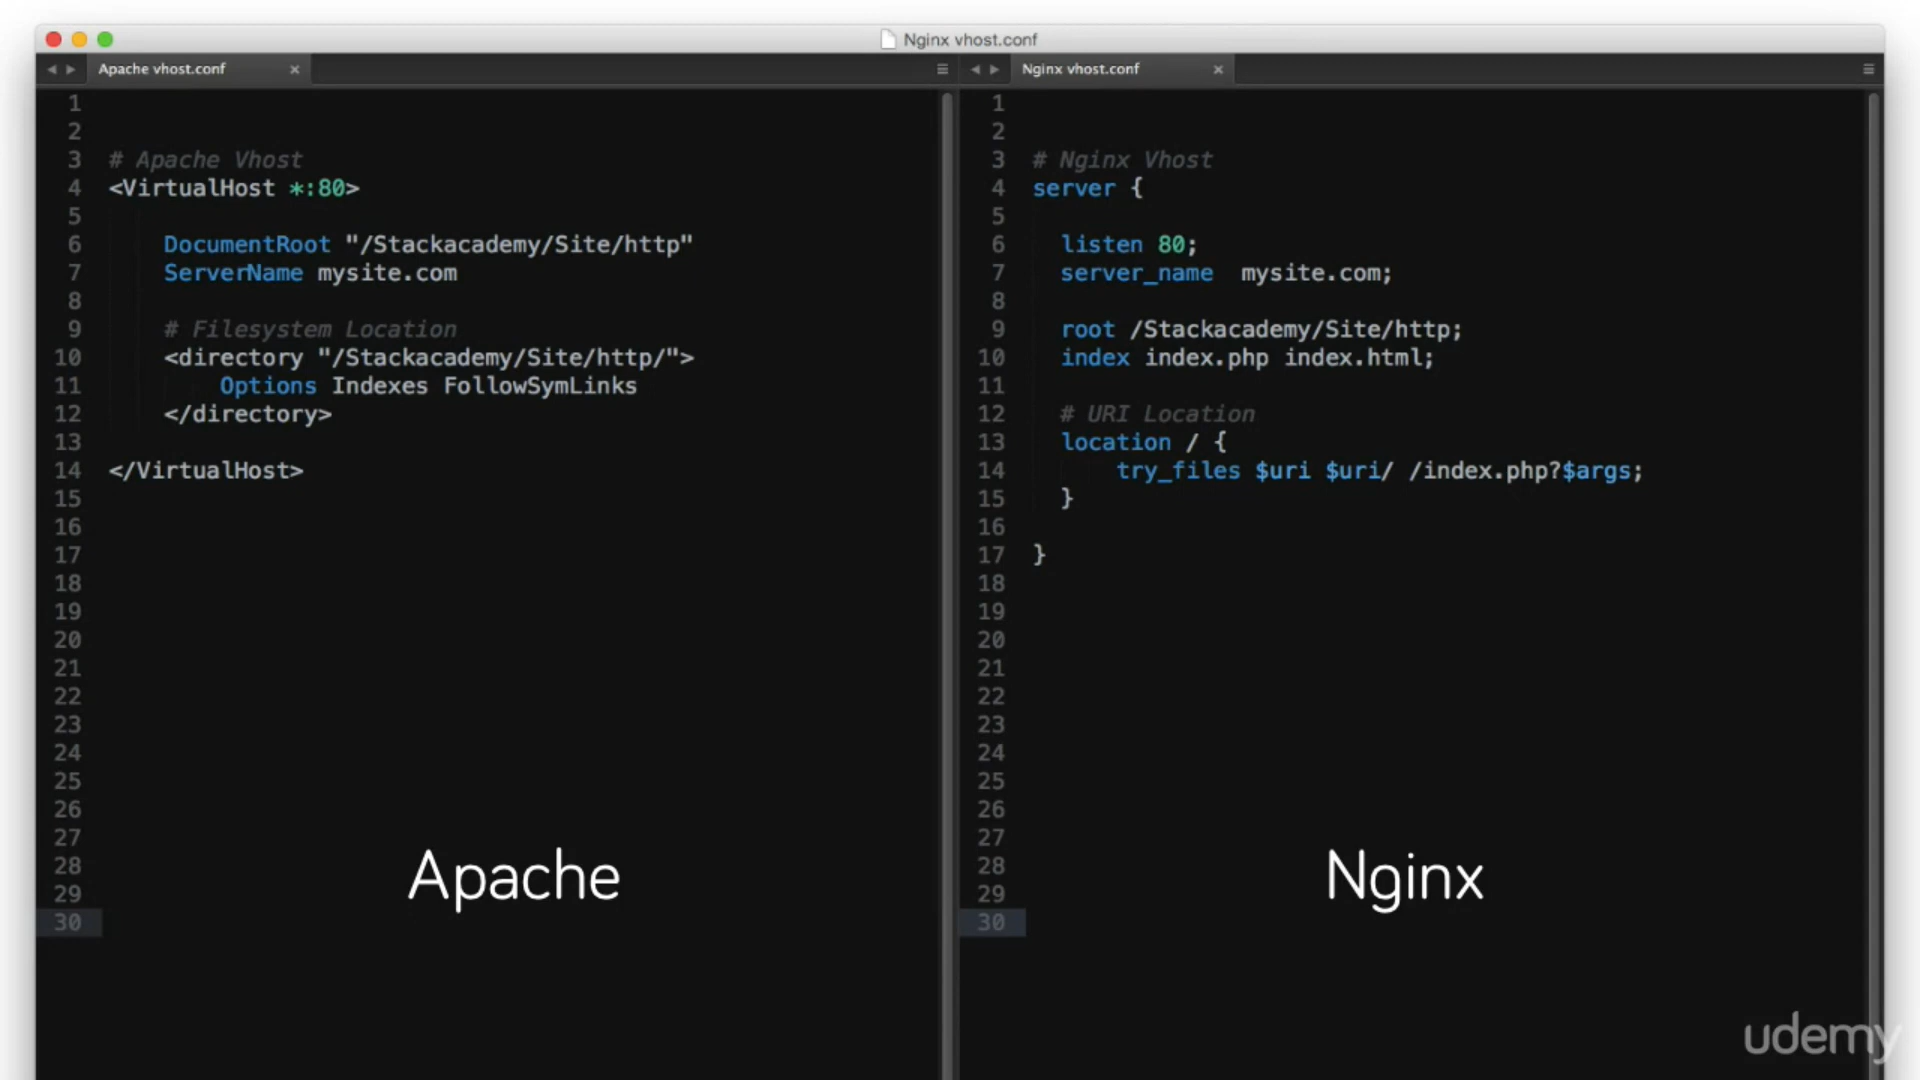 Nginx vhost.conf
Apache vhost.conf
1
2
3 # Apache Vhost
4 <VirtualHost *:80>
5
6 DocumentRoot "/Stackacademy/Site/http"
7 ServerName mysite.com
8
9 # Filesystem Location
10 <directory "/Stackacademy/Site/http/">
11 Options Indexes FollowSymLinks
12 </directory>
13
14 </VirtualHost>
15
16
17
18
19
20
21
22
23
24
25
26
27
28
29
30
Apache
Nginx vhost.conf
1
2
3 # Nginx Vhost
4 server {
5
6 listen 80;
7 server_name  mysite.com;
8
9 root /Stackacademy/Site/http;
10 index index.php index.html;
11
12 # URI Location
13 location / {
14 try_files $uri $uri/ /index.php?$args;
15 }
16
17 }
18
19
20
21
22
23
24
25
26
27
28
29
30
Nginx
udemy